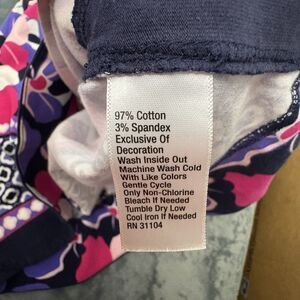 97% Cotton
3% Spandex
Exclusive Of
Decoration
Wash Inside Out
Machine Wash Cold
With Like Colors
Gentle Cycle
Only Non-Chlorine
Bleach If Needed
Tumble Dry Low
Cool Iron If Needed
RN 31104